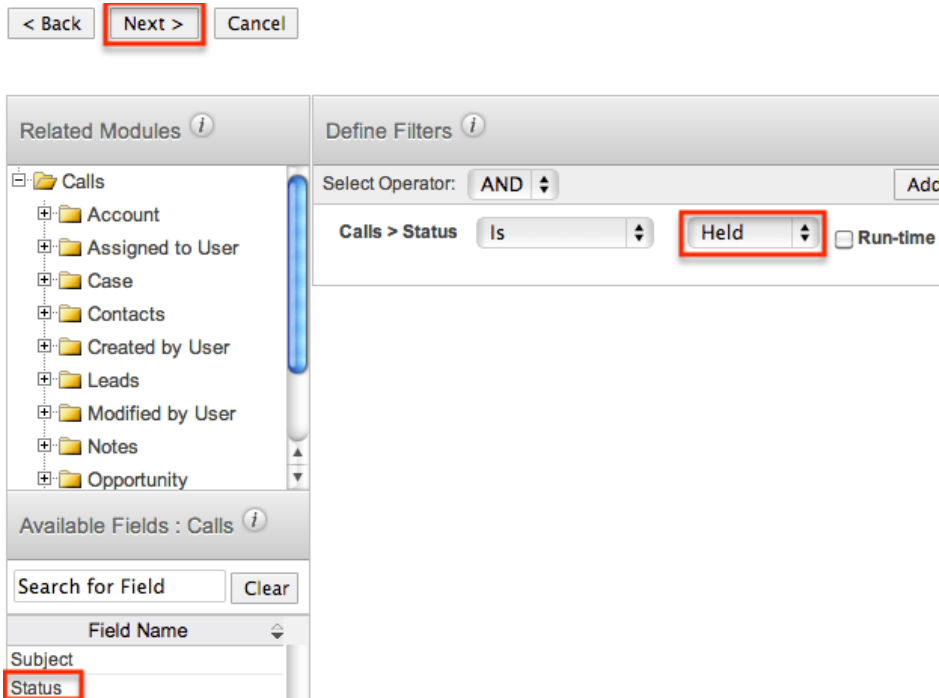 < Back Next > Cancel
Related Modules i
Define Filters i
Calls
Account
Assigned to User
Case
Contacts
Created by User
Leads
Modified by User
Notes
Opportunity
Select Operator: AND Add
Calls > Status Is Held Run-time
Available Fields : Calls i
Search for Field Clear
Field Name
Subject
Status